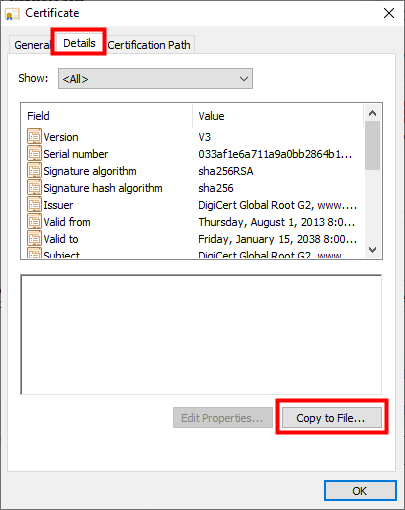 Certificate
General Details Certification Path
Show: <All>
Field Value
Version V3
Serial number 033af1e6a711a9a0bb2864b1...
Signature algorithm sha256RSA
Signature hash algorithm sha256
Issuer DigiCert Global Root G2, www....
Valid from Thursday, August 1, 2013 8:0...
Valid to Friday, January 15, 2038 8:00...
Subject DigiCert Global Root G2, www....
Edit Properties... Copy to File...
OK